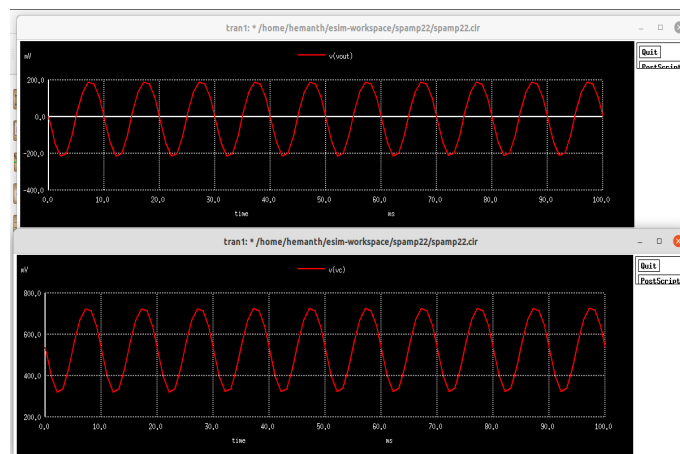 tran1: * /home/hemanth/esim-workspace/spamp22/spamp22.cir
mV
v(vout)
Quit
PostScript
200.0
0.0
-200.0
-400.0
0.0 10.0 20.0 30.0 40.0 50.0 60.0 70.0 80.0 90.0 100.0
time ms
tran1: * /home/hemanth/esim-workspace/spamp22/spamp22.cir
mV
v(vc)
Quit
PostScript
800.0
600.0
400.0
200.0
0.0 10.0 20.0 30.0 40.0 50.0 60.0 70.0 80.0 90.0 100.0
time ms